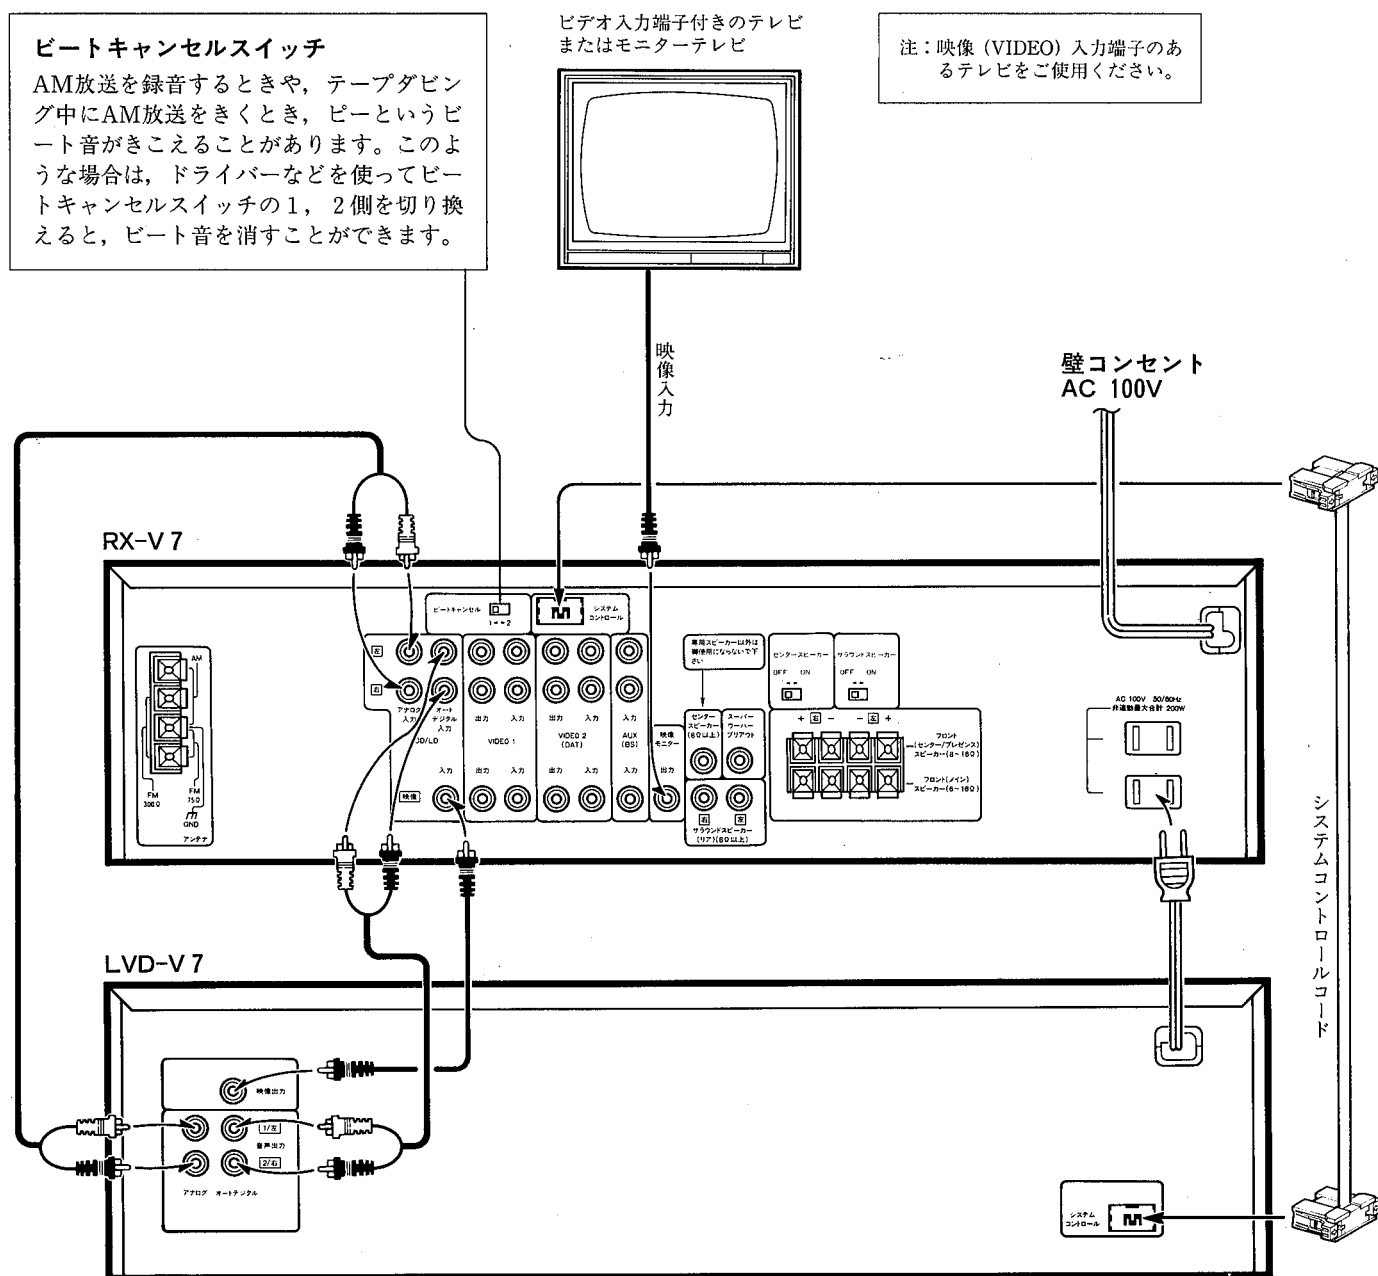 ビートキャンセルスイッチ
AM放送を録音するときや，テープダビン
グ中にAM放送をきくとき，ピーというビ
ート音がきこえることがあります。このよ
うな場合は，ドライバーなどを使ってビー
トキャンセルスイッチの1，2側を切り換
えると，ビート音を消すことができます。
ビデオ入力端子付きのテレビ
またはモニターテレビ
注：映像（VIDEO）入力端子のあ
るテレビをご使用ください。
映像入力
壁コンセント
AC 100V
RX-V7
ビートキャンセル
1↔2
システム
コントロール
専用スピーカー以外は
御使用にならないで下
さい
センタースピーカー
OFF ON
サラウンドスピーカー
OFF ON
AM
FM
300Ω
FM
75Ω
GND
アンテナ
左
右
アナログ
入力
オート
デジタル
入力
CD/LD
入力
映像
出力
入力
VIDEO 1
出力
入力
出力
入力
VIDEO 2
(DAT)
出力
入力
入力
AUX
(BS)
入力
映像
モニター
出力
センター
スピーカー
(6Ω以上)
スーパー
ウーハー
プリアウト
右
左
サラウンドスピーカー
(リア)(6Ω以上)
+ 右 − − 左 +
フロント
(センター/プレゼンス)
スピーカー(8~16Ω)
フロント(メイン)
スピーカー(6~16Ω)
AC 100V 50/60Hz
非連動最大合計 200W
システムコントロールコード
LVD-V7
映像出力
1/左
音声出力
2/右
アナログ
オートデジタル
システム
コントロール